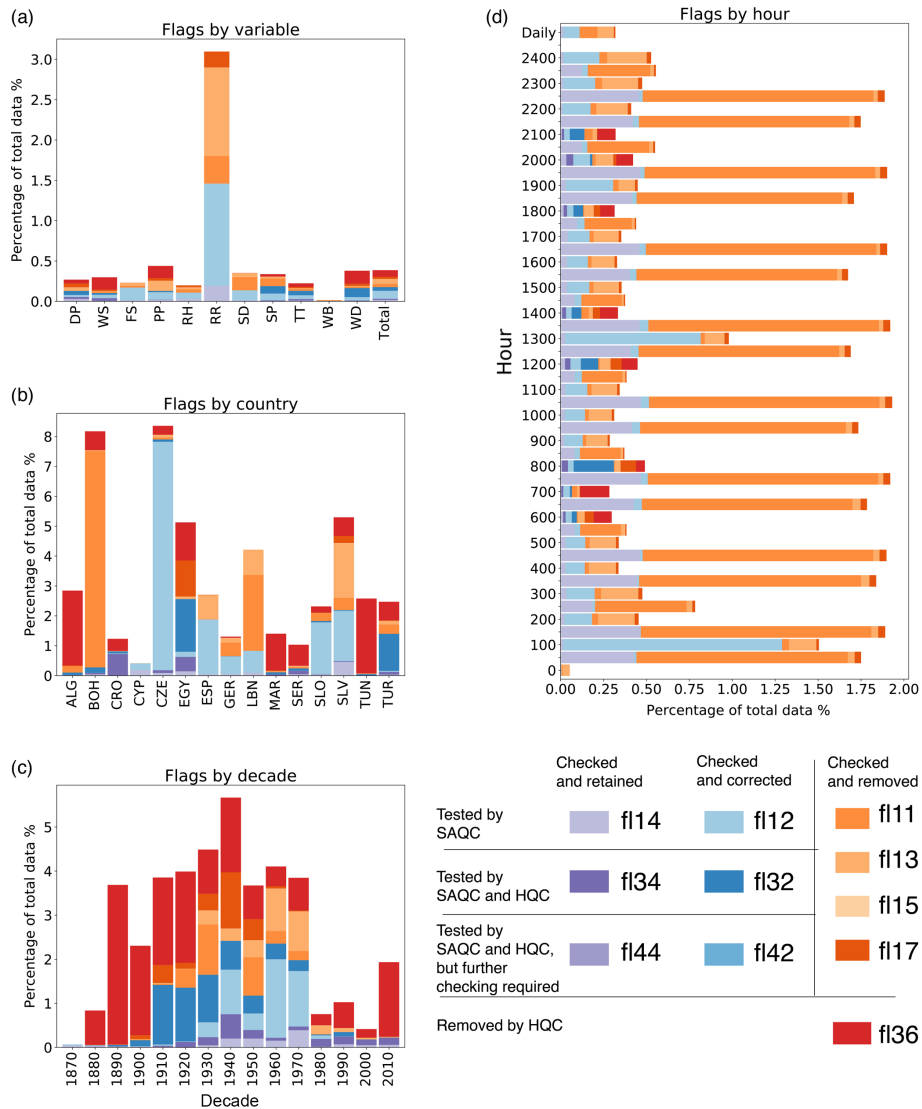 (a)
Flags by variable
Percentage of total data %
3.0
2.5
2.0
1.5
1.0
0.5
0.0
DP WS FS PP RH RR SD SP TT WB WD Total
(b)
Flags by country
Percentage of total data %
8
7
6
5
4
3
2
1
0
ALG BOH CRO CYP CZE EGY ESP GER LBN MAR SER SLO SLV TUN TUR
(c)
Flags by decade
Percentage of total data %
5
4
3
2
1
0
1870 1880 1890 1900 1910 1920 1930 1940 1950 1960 1970 1980 1990 2000 2010
Decade
(d)
Flags by hour
Hour
Daily
2400
2300
2200
2100
2000
1900
1800
1700
1600
1500
1400
1300
1200
1100
1000
900
800
700
600
500
400
300
200
100
0
0.00 0.25 0.50 0.75 1.00 1.25 1.50 1.75 2.00
Percentage of total data %
Checked
and retained
Checked
and corrected
Checked
and removed
Tested by
SAQC
fl14
fl12
Tested by
SAQC and HQC
fl34
fl32
Tested by
SAQC and HQC,
but further
checking required
fl44
fl42
fl11
fl13
fl15
fl17
Removed by HQC
fl36